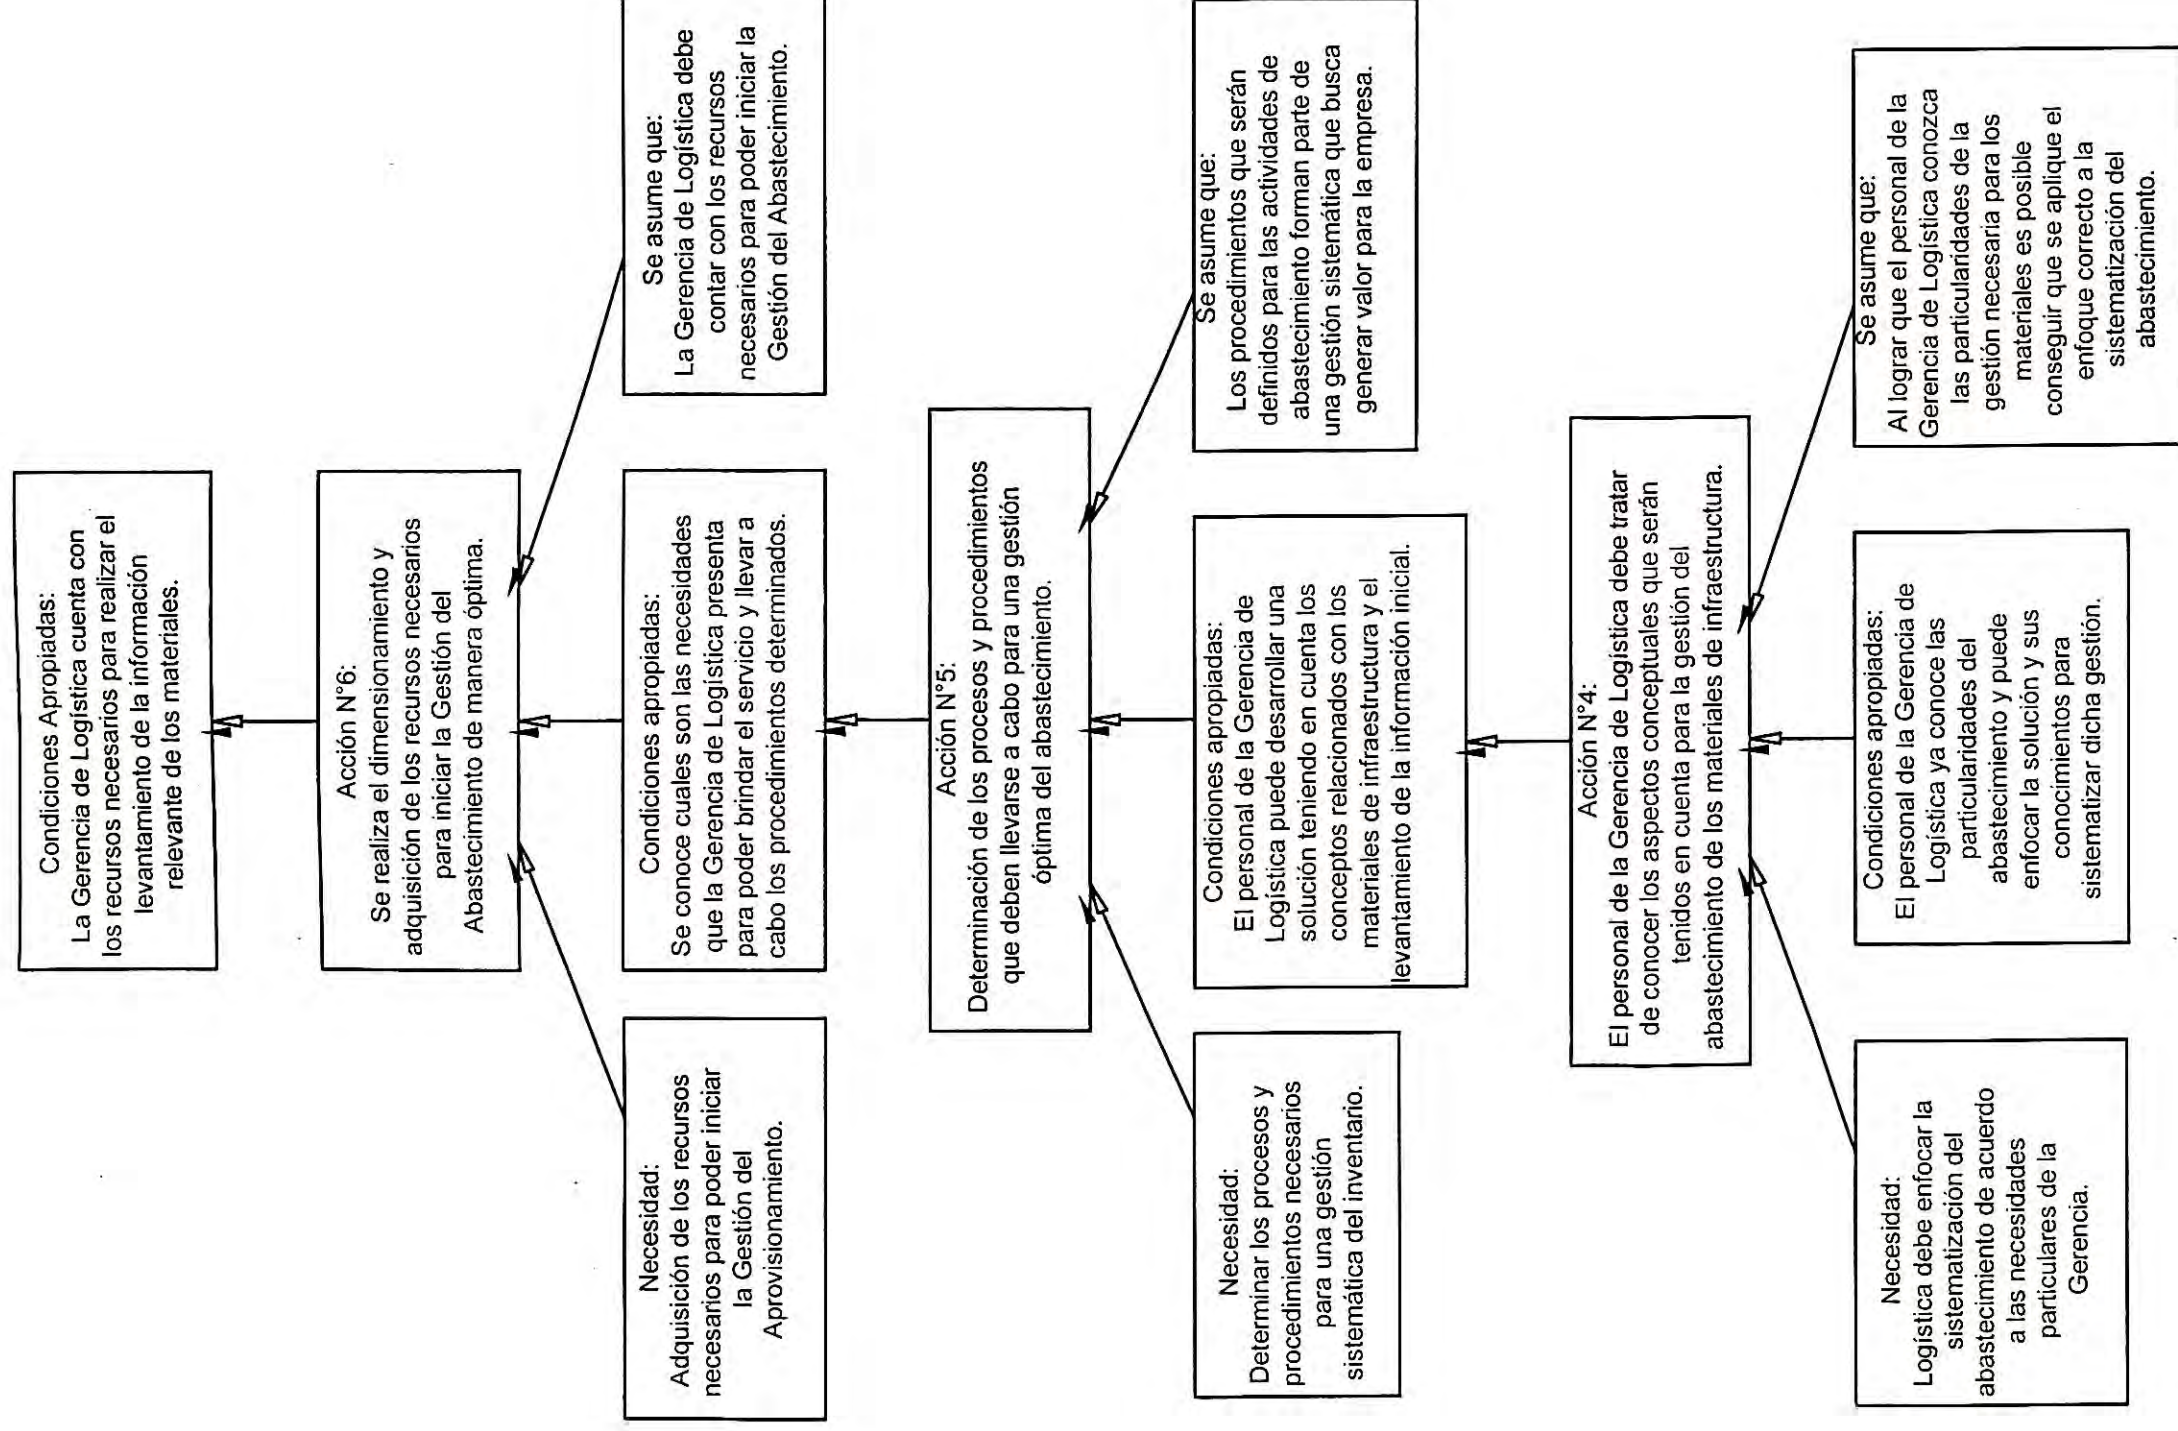 Condiciones Apropiadas:
La Gerencia de Logística cuenta con
los recursos necesarios para realizar el
levantamiento de la información
relevante de los materiales.
Acción N°6:
Se realiza el dimensionamiento y
adquisición de los recursos necesarios
para iniciar la Gestión del
Abastecimiento de manera óptima.
Necesidad:
Adquisición de los recursos
necesarios para poder iniciar
la Gestión del
Aprovisionamiento.
Condiciones apropiadas:
Se conoce cuales son las necesidades
que la Gerencia de Logística presenta
para poder brindar el servicio y llevar a
cabo los procedimientos determinados.
Se asume que:
La Gerencia de Logística debe
contar con los recursos
necesarios para poder iniciar la
Gestión del Abastecimiento.
Acción N°5:
Determinación de los procesos y procedimientos
que deben llevarse a cabo para una gestión
óptima del abastecimiento.
Necesidad:
Determinar los procesos y
procedimientos necesarios
para una gestión
sistemática del inventario.
Condiciones apropiadas:
El personal de la Gerencia de
Logística puede desarrollar una
solución teniendo en cuenta los
conceptos relacionados con los
materiales de infraestructura y el
levantamiento de la información inicial.
Se asume que:
Los procedimientos que serán
definidos para las actividades de
abastecimiento forman parte de
una gestión sistemática que busca
generar valor para la empresa.
Acción N°4:
El personal de la Gerencia de Logistica debe tratar
de conocer los aspectos conceptuales que serán
tenidos en cuenta para la gestión del
abastecimiento de los materiales de infraestructura.
Necesidad:
Logística debe enfocar la
sistematización del
abastecimiento de acuerdo
a las necesidades
particulares de la
Gerencia.
Condiciones apropiadas:
El personal de la Gerencia de
Logística ya conoce las
particularidades del
abastecimiento y puede
enfocar la solución y sus
conocimientos para
sistematizar dicha gestión.
Se asume que:
Al lograr que el personal de la
Gerencia de Logística conozca
las particularidades de la
gestión necesaria para los
materiales es posible
conseguir que se aplique el
enfoque correcto a la
sistematización del
abastecimiento.